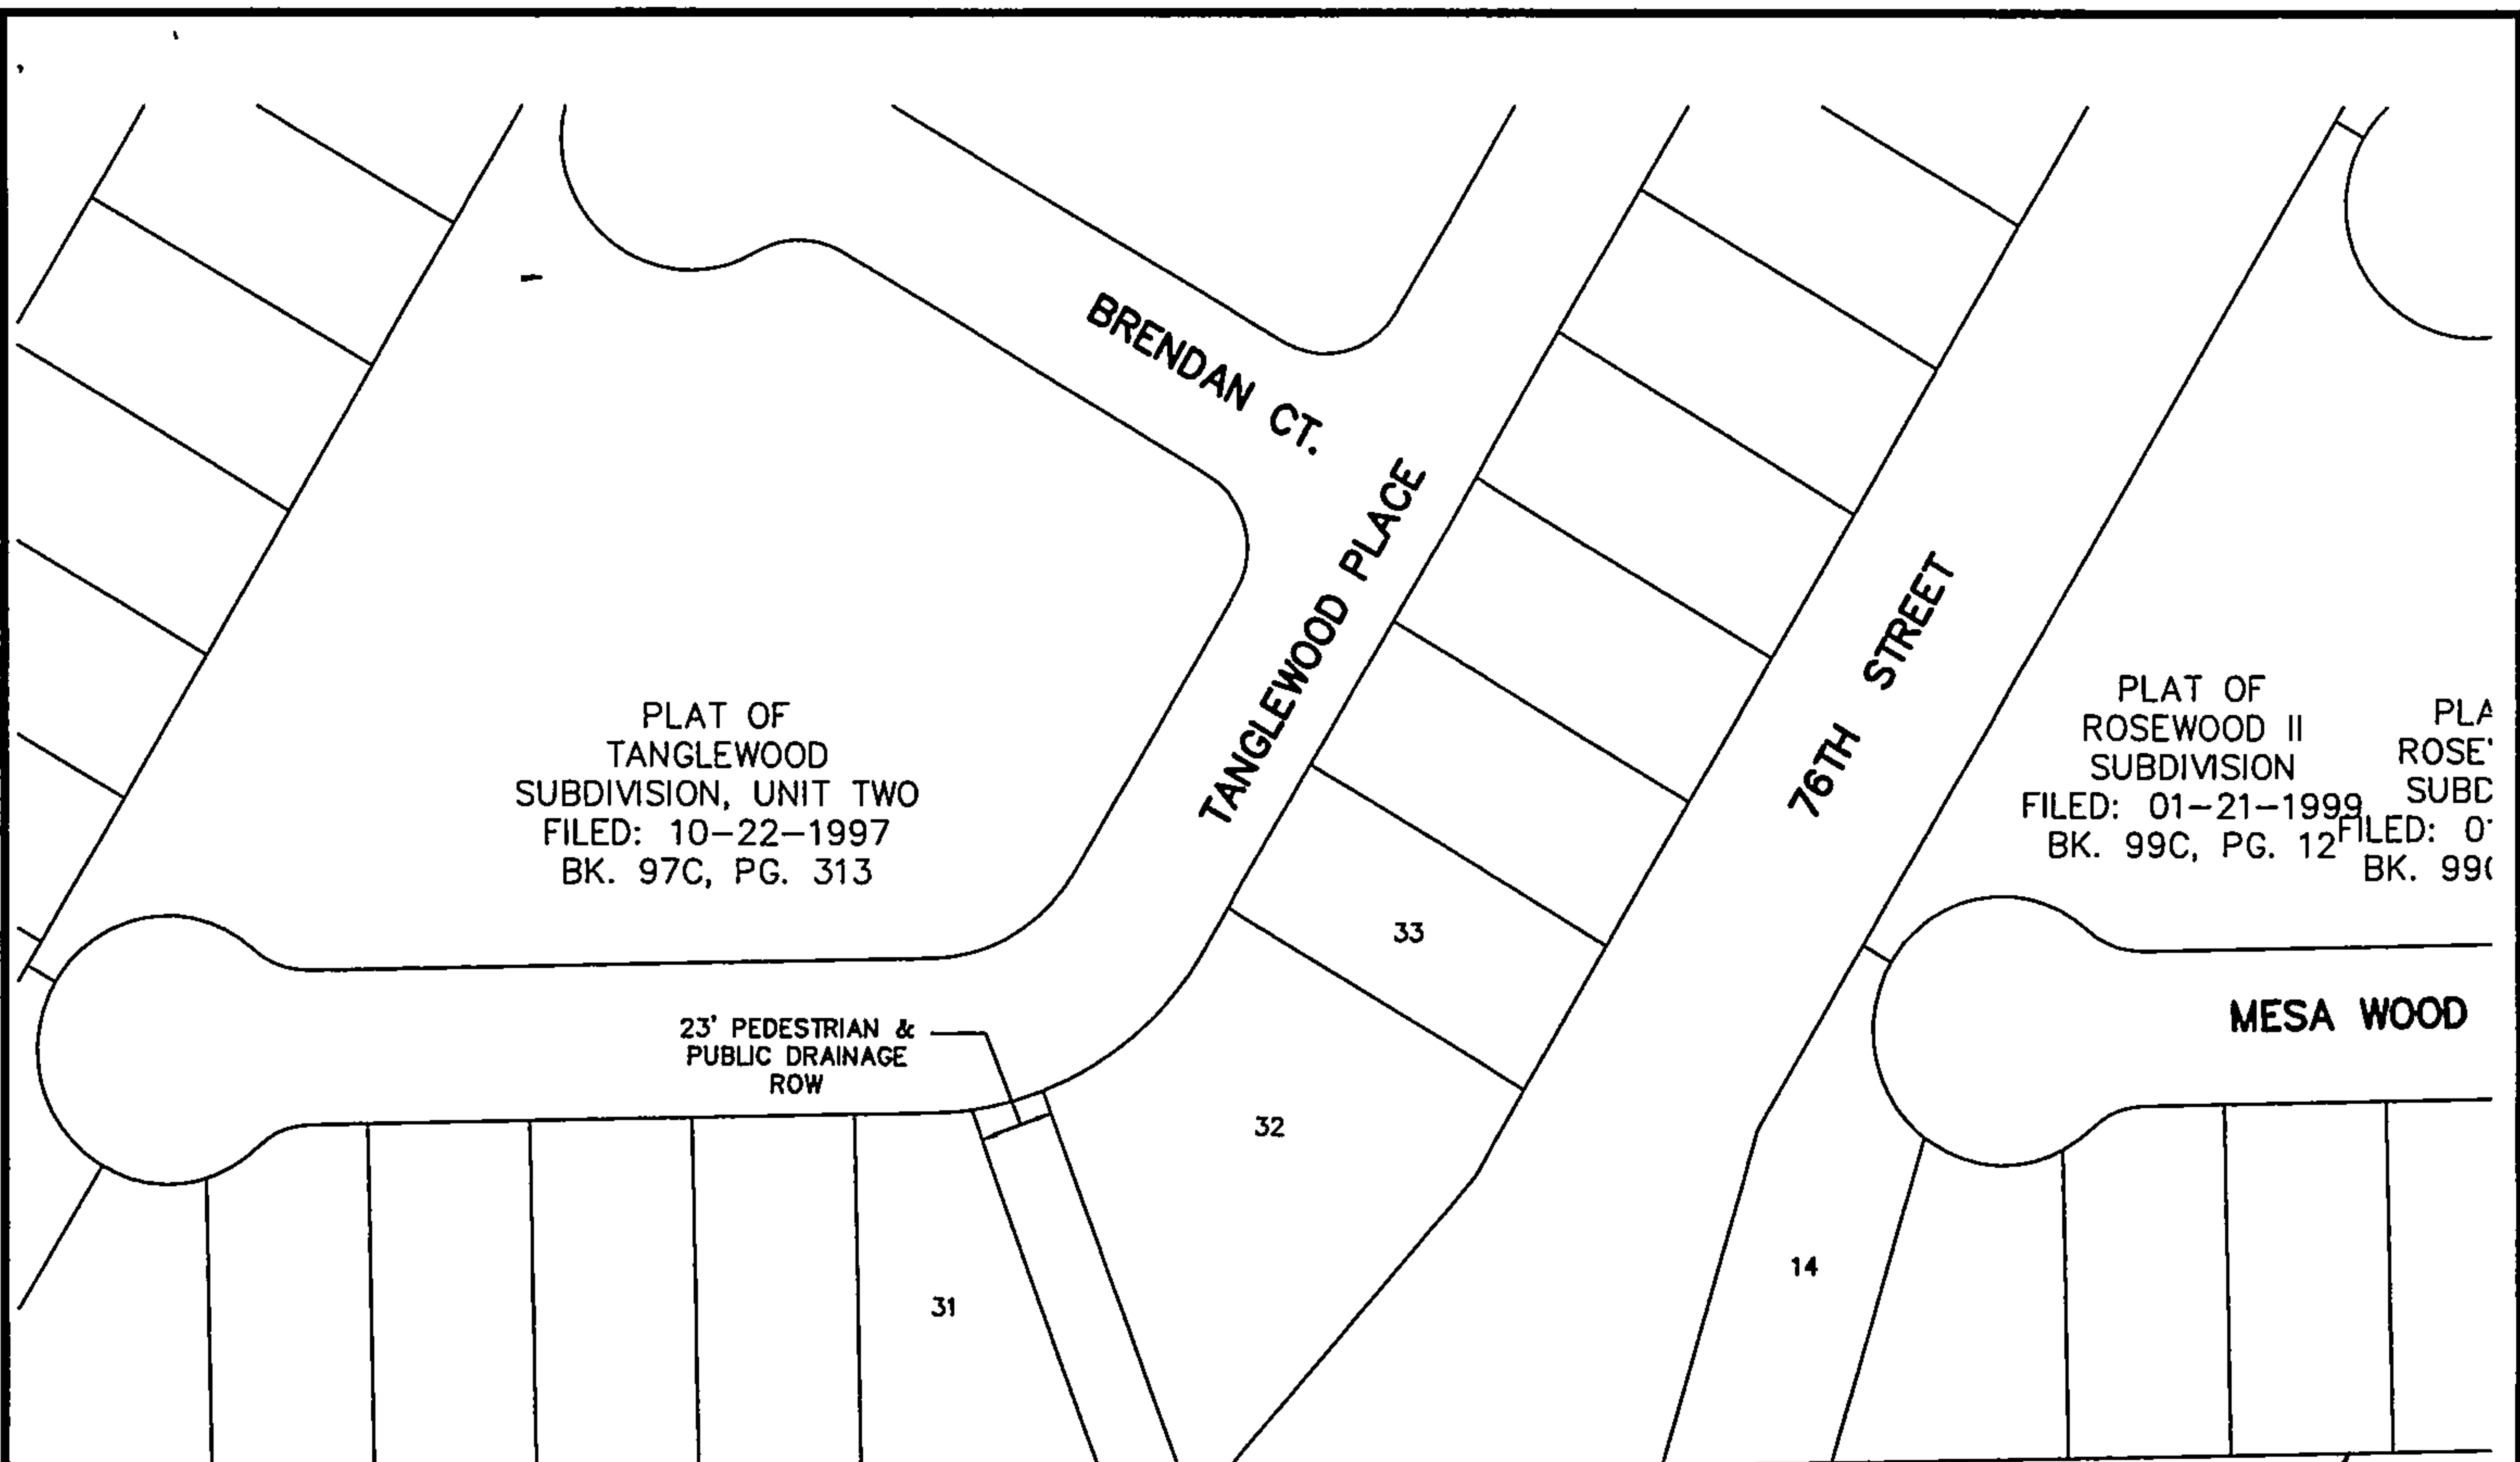 BRENDAN CT.
TANGLEWOOD PLACE
76TH STREET
PLAT OF
TANGLEWOOD
SUBDIVISION, UNIT TWO
FILED: 10-22-1997
BK. 97C, PG. 313
PLAT OF
ROSEWOOD II
SUBDIVISION
FILED: 01-21-1999
BK. 99C, PG. 12
FILED:
BK.
33
MESA WOOD
23' PEDESTRIAN &
PUBLIC DRAINAGE
ROW
32
14
31